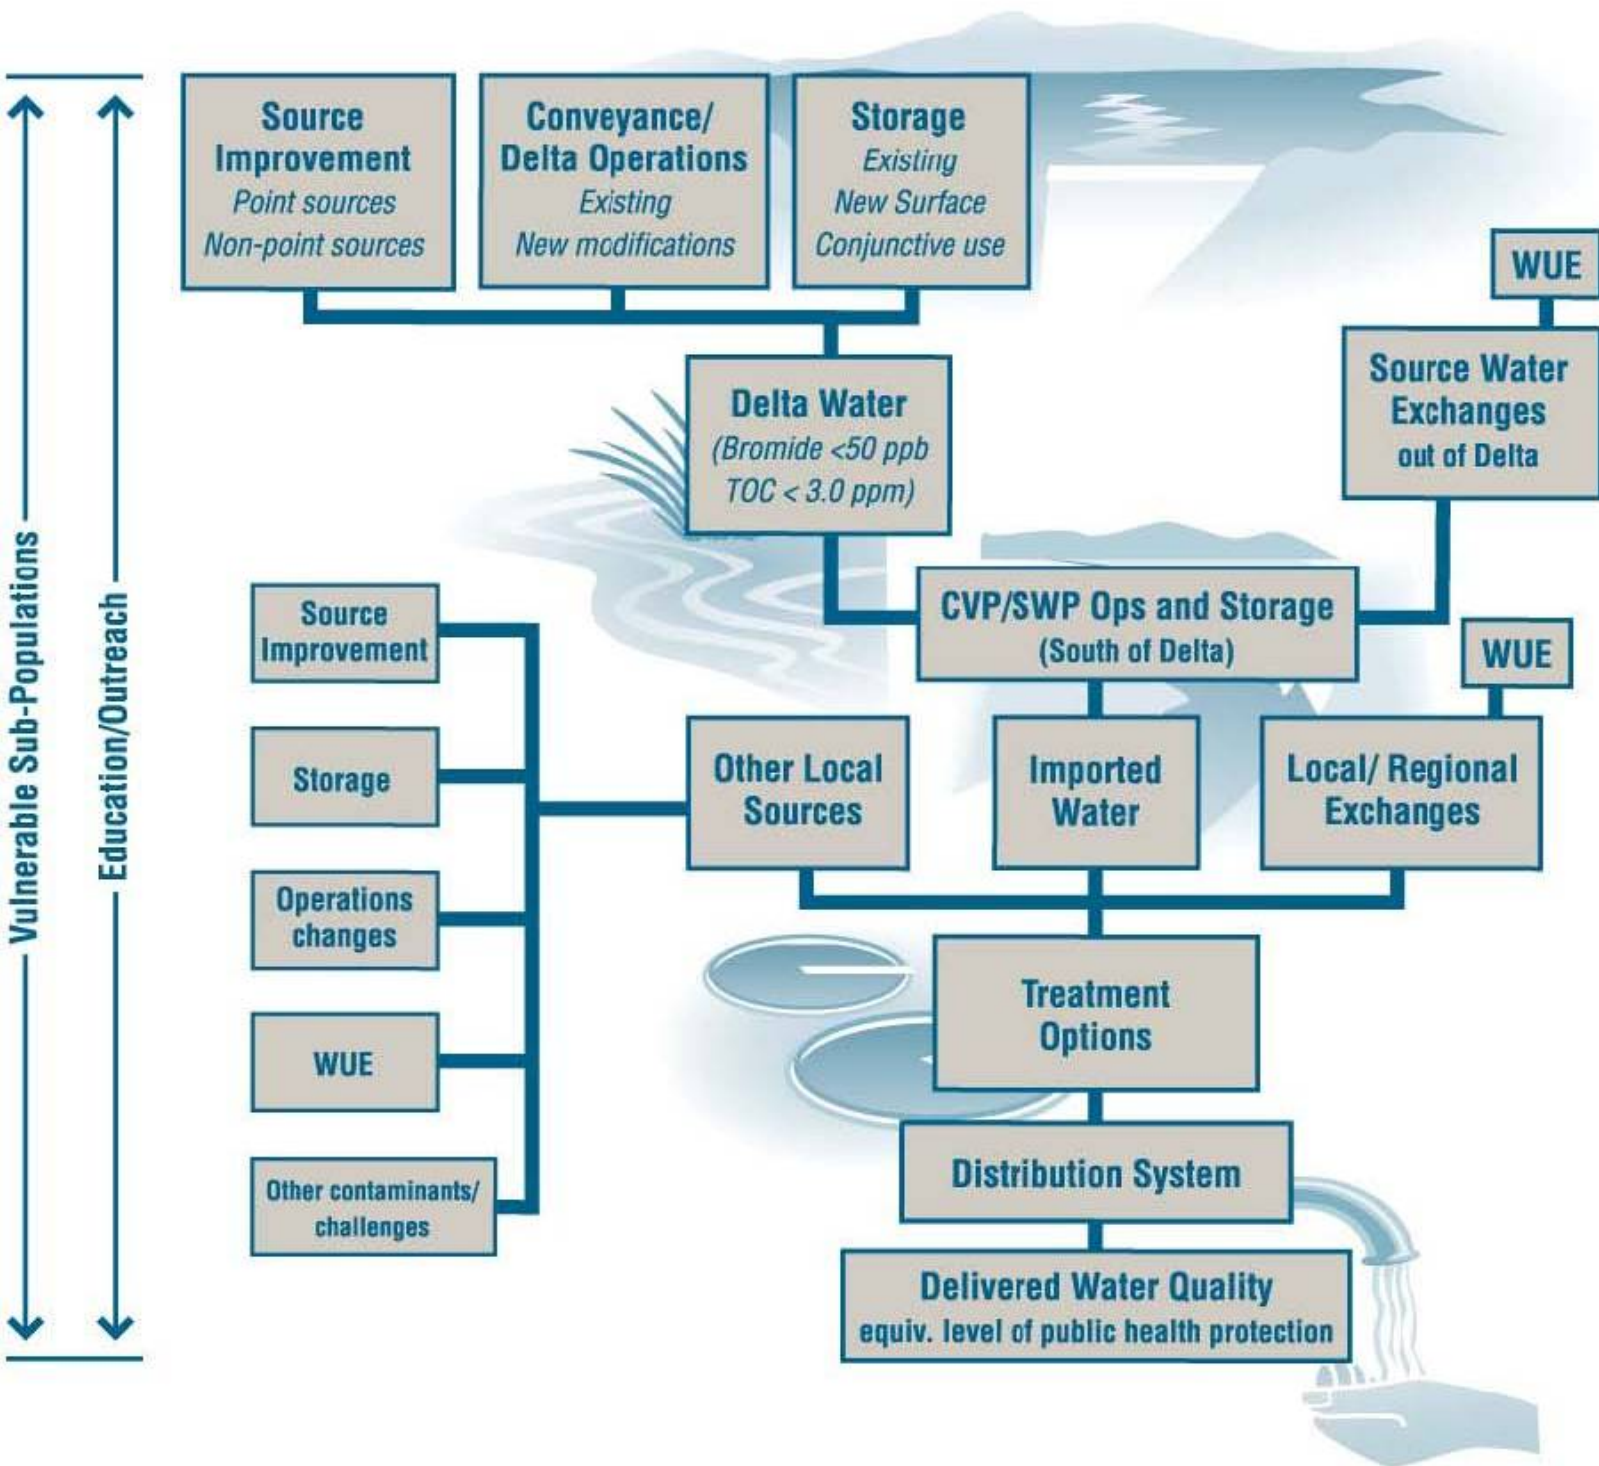 Source
Improvement
Point sources
Non-point sources
Conveyance/
Delta Operations
Existing
New modifications
Storage
Existing
New Surface
Conjunctive use
WUE
Source Water
Exchanges
out of Delta
Delta Water
(Bromide <50 ppb
TOC < 3.0 ppm)
CVP/SWP Ops and Storage
(South of Delta)
WUE
Vulnerable Sub-Populations
Education/Outreach
Source
Improvement
Storage
Operations
changes
WUE
Other contaminants/
challenges
Other Local
Sources
Imported
Water
Local/ Regional
Exchanges
Treatment
Options
Distribution System
Delivered Water Quality
equiv. level of public health protection